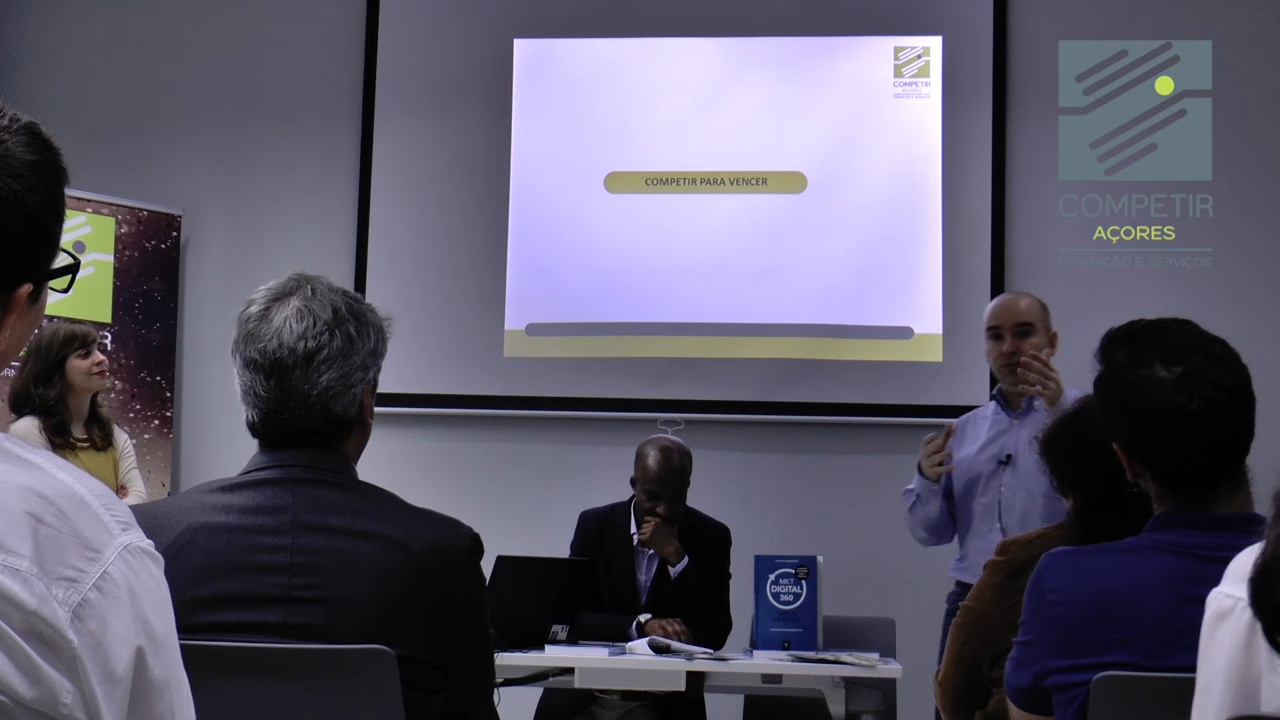 COMPETIR
AÇORES
COMPETIR PARA VENCER
COMPETIR
AÇORES
FORMAÇÃO E SERVIÇOS
MKT
DIGITAL
360